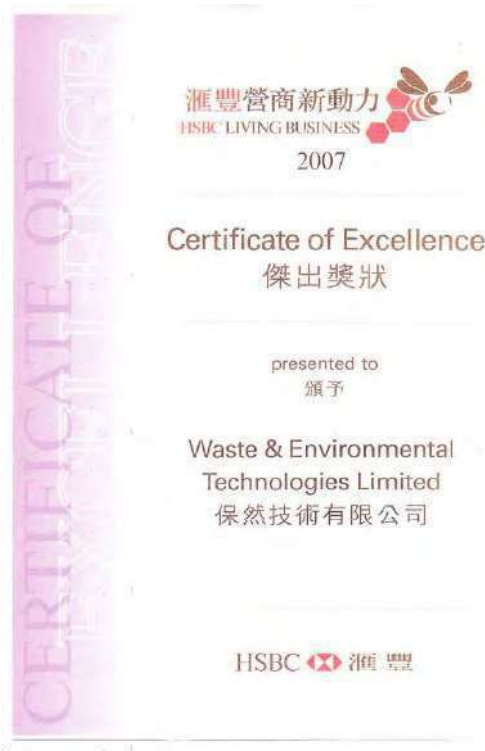 滙豐營商新動力
HSBC LIVING BUSINESS
2007
Certificate of Excellence
傑出獎狀
presented to
頒予
Waste & Environmental
Technologies Limited
保然技術有限公司
HSBC 滙豐
CERTIFICATE OF
EXCELLENCE